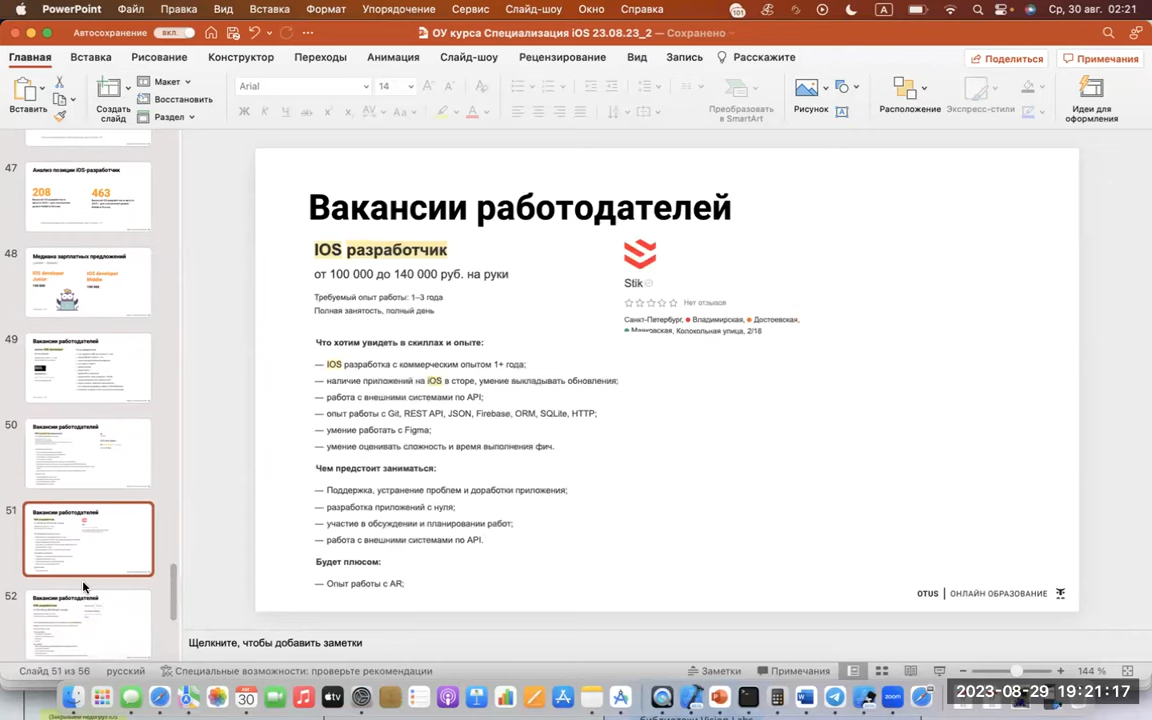 PowerPoint Файл Правка Вид Вставка Формат Упорядочение Сервис Слайд-шоу Окно Справка 101 A Ср, 30 авг. 02:21
Автосохранение вкл. ОУ курса Специализация iOS 23.08.23_2 — Сохранено
Главная Вставка Рисование Конструктор Переходы Анимация Слайд-шоу Рецензирование Вид Запись Расскажите Поделиться Примечания
Вставить Создать слайд Макет Восстановить Раздел Arial 14 Преобразовать в SmartArt Рисунок Расположение Экспресс-стили Идеи для оформления
47 Анализ позиции iOS-разработчик
208 463
48 Медиана зарплатных предложений
iOS developer Junior iOS developer Middle
49 Вакансии работодателей
50 Вакансии работодателей
51 Вакансии работодателей
52 Вакансии работодателей
Вакансии работодателей
IOS разработчик
от 100 000 до 140 000 руб. на руки
Требуемый опыт работы: 1–3 года
Полная занятость, полный день
Stik
Нет отзывов
Санкт-Петербург, Владимирская, Достоевская,
Маяковская, Колокольная улица, 2/18
Что хотим увидеть в скиллах и опыте:
— IOS разработка с коммерческим опытом 1+ года;
— наличие приложений на iOS в сторе, умение выкладывать обновления;
— работа с внешними системами по API;
— опыт работы с Git, REST API, JSON, Firebase, ORM, SQLite, HTTP;
— умение работать с Figma;
— умение оценивать сложность и время выполнения фич.
Чем предстоит заниматься:
— Поддержка, устранение проблем и доработки приложения;
— разработка приложений с нуля;
— участие в обсуждении и планировании работ;
— работа с внешними системами по API.
Будет плюсом:
— Опыт работы с AR;
OTUS | ОНЛАЙН ОБРАЗОВАНИЕ
Щелкните, чтобы добавить заметки
Слайд 51 из 56 русский Специальные возможности: проверьте рекомендации Заметки Примечания 144 %
2023-08-29 19:21:17